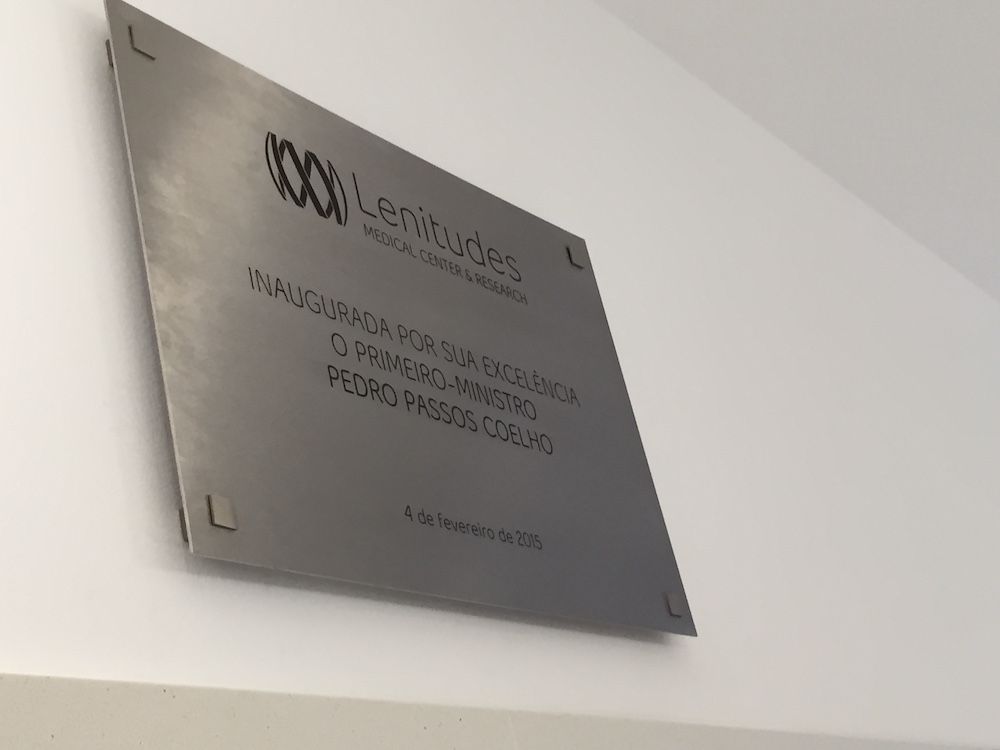 Lenitudes
MEDICAL CENTER & RESEARCH
INAUGURADA POR SUA EXCELÊNCIA
O PRIMEIRO-MINISTRO
PEDRO PASSOS COELHO
4 de fevereiro de 2015